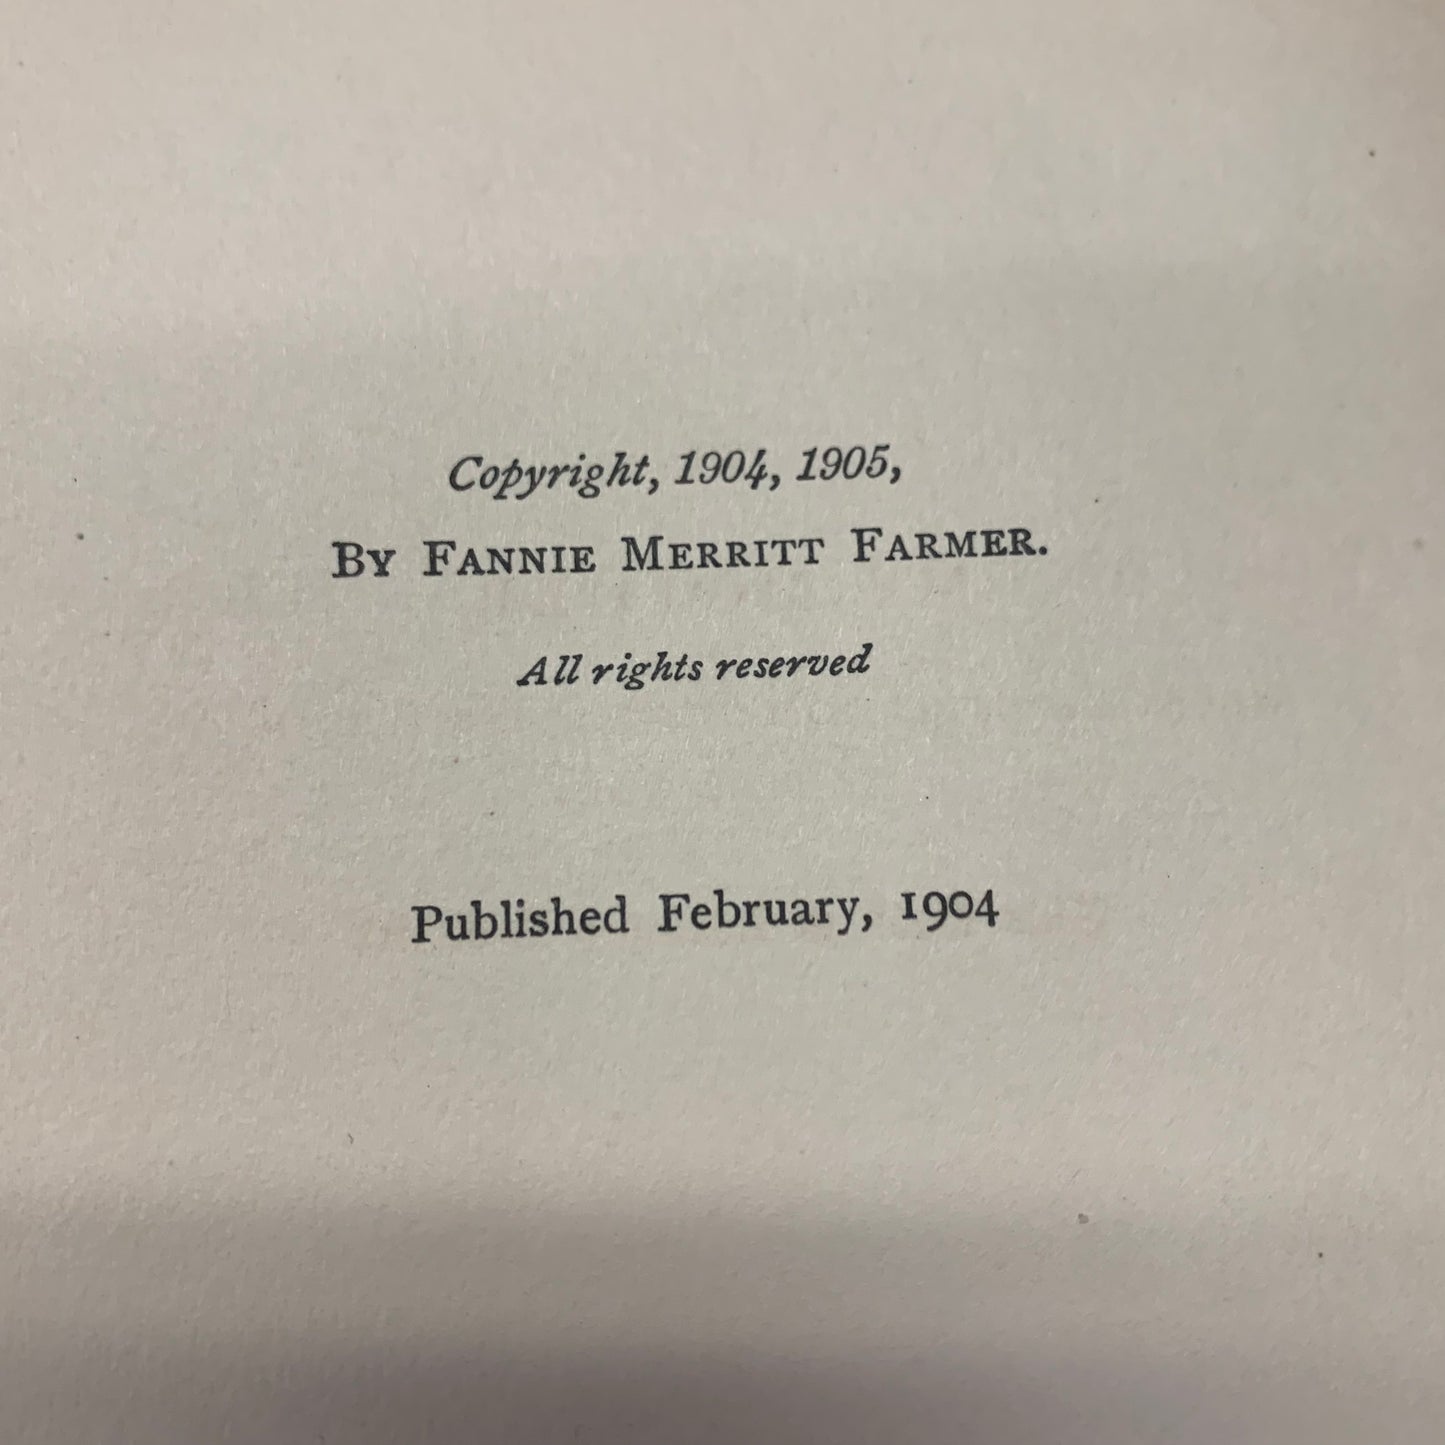 Copyright, 1904, 1905,
By Fannie Merritt Farmer.
All rights reserved
Published February, 1904